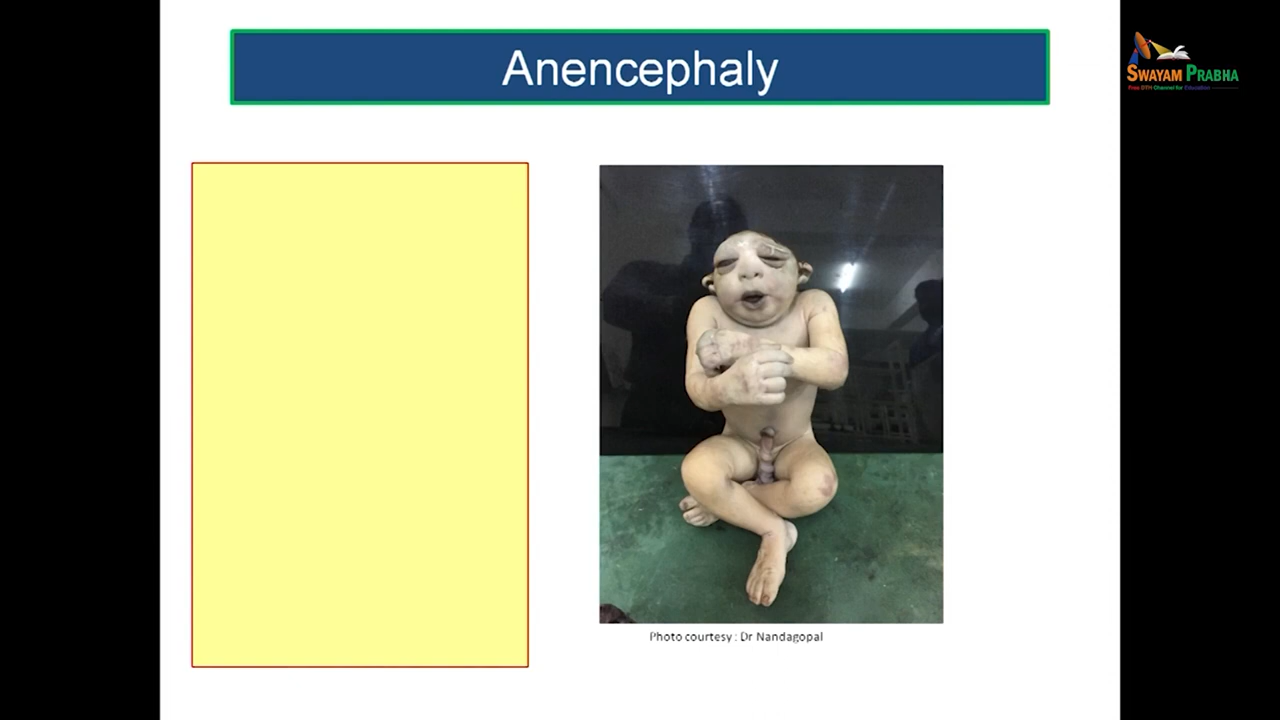 Anencephaly
SWAYAM PRABHA
Free DTH Channel for Education
Photo courtesy : Dr Nandagopal